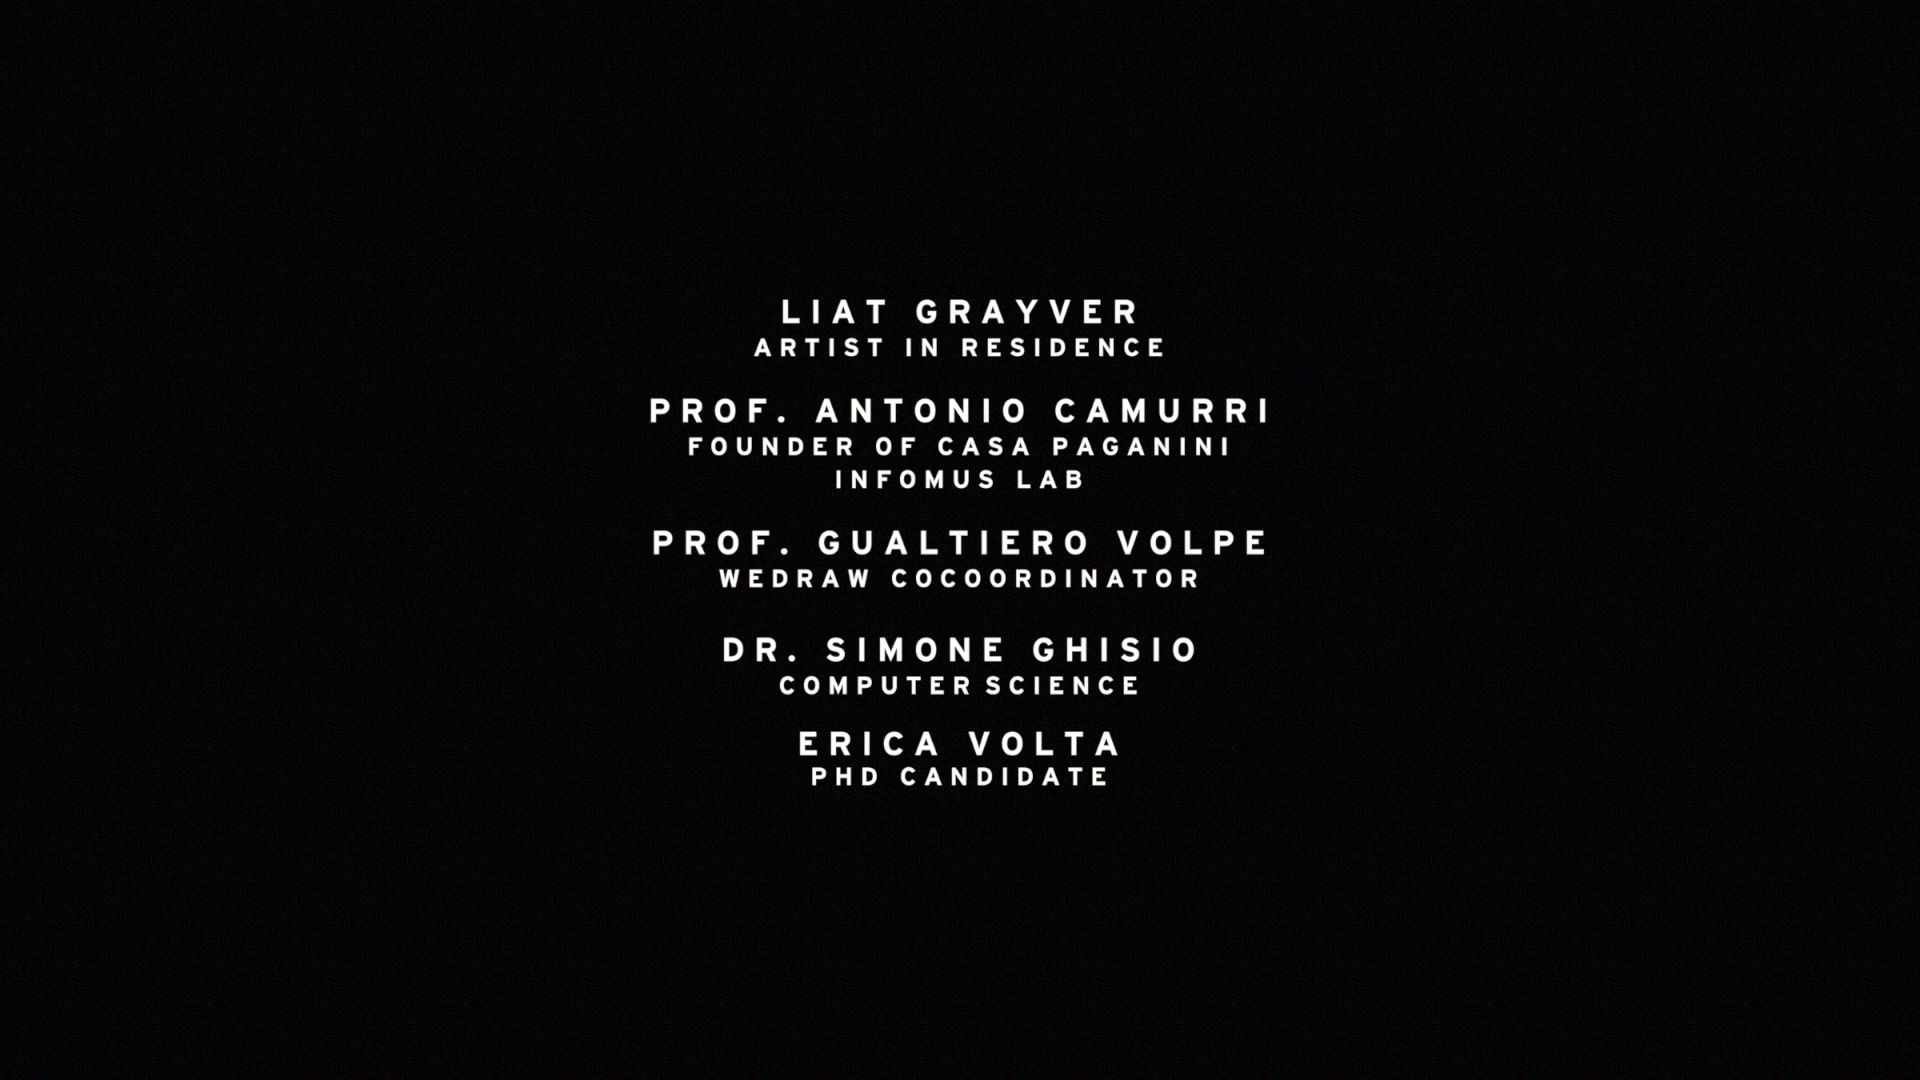 LIAT GRAYVER
ARTIST IN RESIDENCE
PROF. ANTONIO CAMURRI
FOUNDER OF CASA PAGANINI
INFOMUS LAB
PROF. GUALTIERO VOLPE
WEDRAW COCOORDINATOR
DR. SIMONE GHISIO
COMPUTER SCIENCE
ERICA VOLTA
PHD CANDIDATE